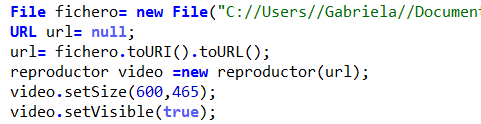 File fichero= new File("C://Users//Gabriela//Documen
URL url= null;
url= fichero.toURI().toURL();
reproductor video =new reproductor(url);
video.setSize(600,465);
video.setVisible(true);